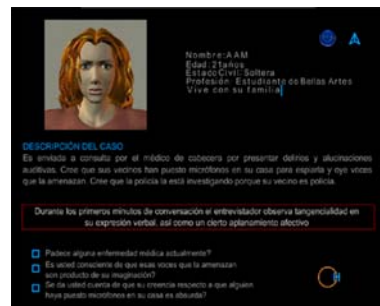 Nombre: A A M
Edad: 21 años
Estado Civil: Soltera
Profesión: Estudiante de Bellas Artes
Vive con su familia
DESCRIPCIÓN DEL CASO
Es enviada a consulta por el médico de cabecera por presentar delirios y alucinaciones
auditivas. Cree que sus vecinos han puesto micrófonos en su casa para espiarla y oye voces
que la amenazan. Cree que la policía la está investigando porque su vecino es policía.
Durante los primeros minutos de conversación el entrevistador observa tangencialidad en
su expresión verbal, así como un cierto aplanamiento afectivo
Padece alguna enfermedad médica actualmente?
Es usted consciente de que esas voces que la amenazan
son producto de su imaginación?
Se da usted cuenta de que su creencia respecto a que alguien
haya puesto micrófonos en su casa es absurda?